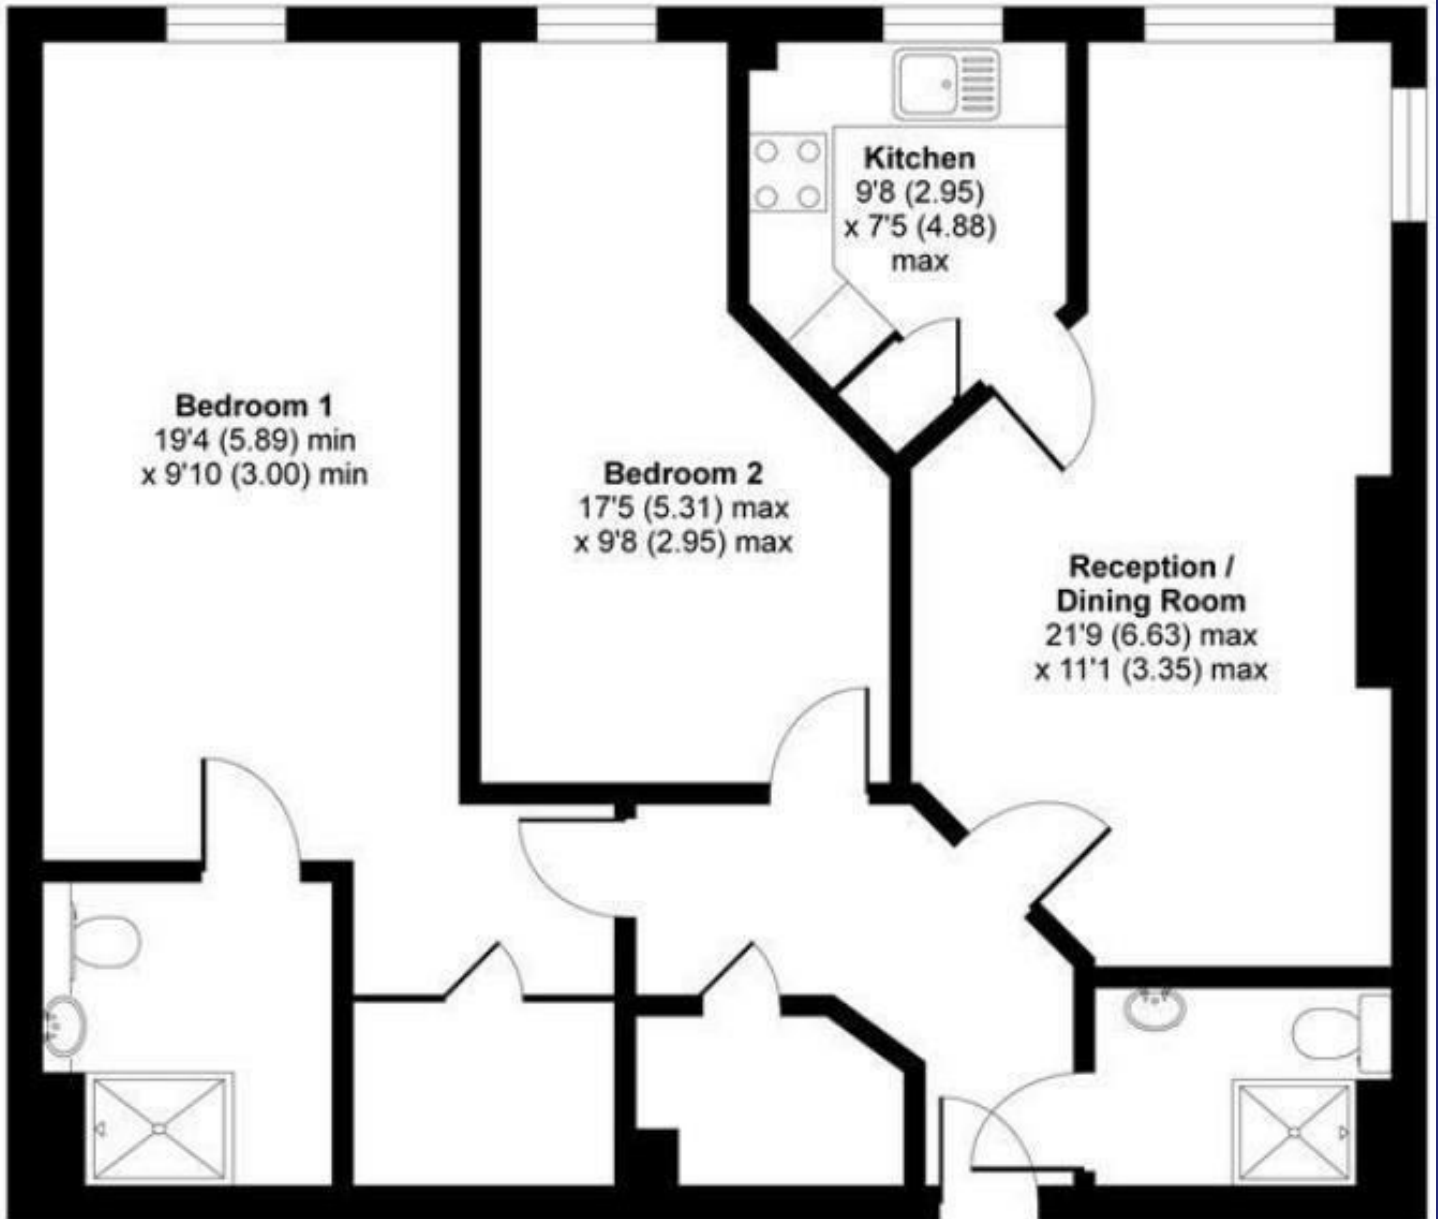 Kitchen
9'8 (2.95)
x 7'5 (4.88)
max
Bedroom 1
19'4 (5.89) min
x 9'10 (3.00) min
Bedroom 2
17'5 (5.31) max
x 9'8 (2.95) max
Reception /
Dining Room
21'9 (6.63) max
x 11'1 (3.35) max